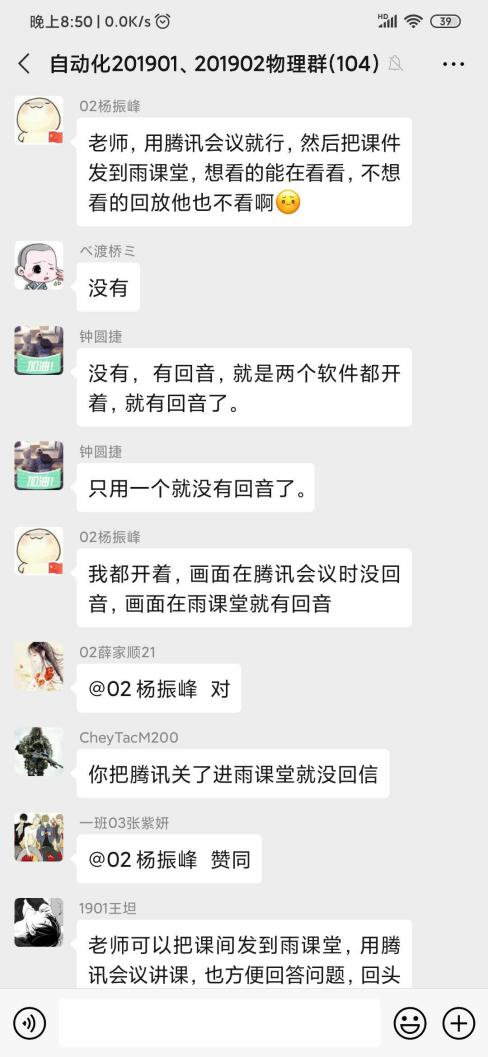 晚上8:50 | 0.0K/s
HD
39
自动化201901、201902物理群(104)
02杨振峰
老师，用腾讯会议就行，然后把课件
发到雨课堂，想看的能在看看，不想
看的回放他也不看啊
べ渡桥ミ
没有
钟圆捷
没有，有回音，就是两个软件都开
着，就有回音了。
加油!
钟圆捷
只用一个就没有回音了。
加油!
02杨振峰
我都开着，画面在腾讯会议时没回
音，画面在雨课堂就有回音
02薛家顺21
@02 杨振峰 对
CheyTacM200
你把腾讯关了进雨课堂就没回信
一班03张紫妍
@02 杨振峰 赞同
1901王坦
老师可以把课间发到雨课堂，用腾
讯会议讲课，也方便回答问题，回头